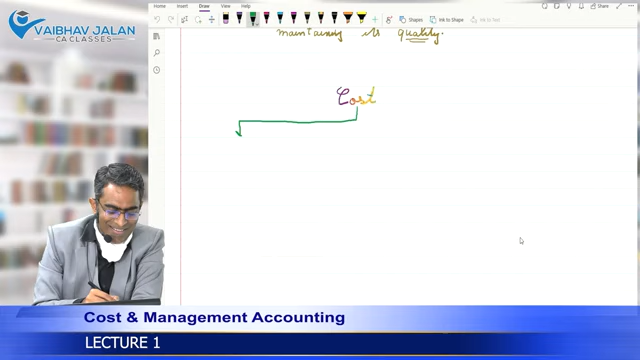 VAIBHAV JALAN
CA CLASSES
File
Home
Insert
Draw
View
Help
Shapes
Ink to Shape
Ink to Text
maintaining its quality.
Cost
Cost & Management Accounting
LECTURE 1